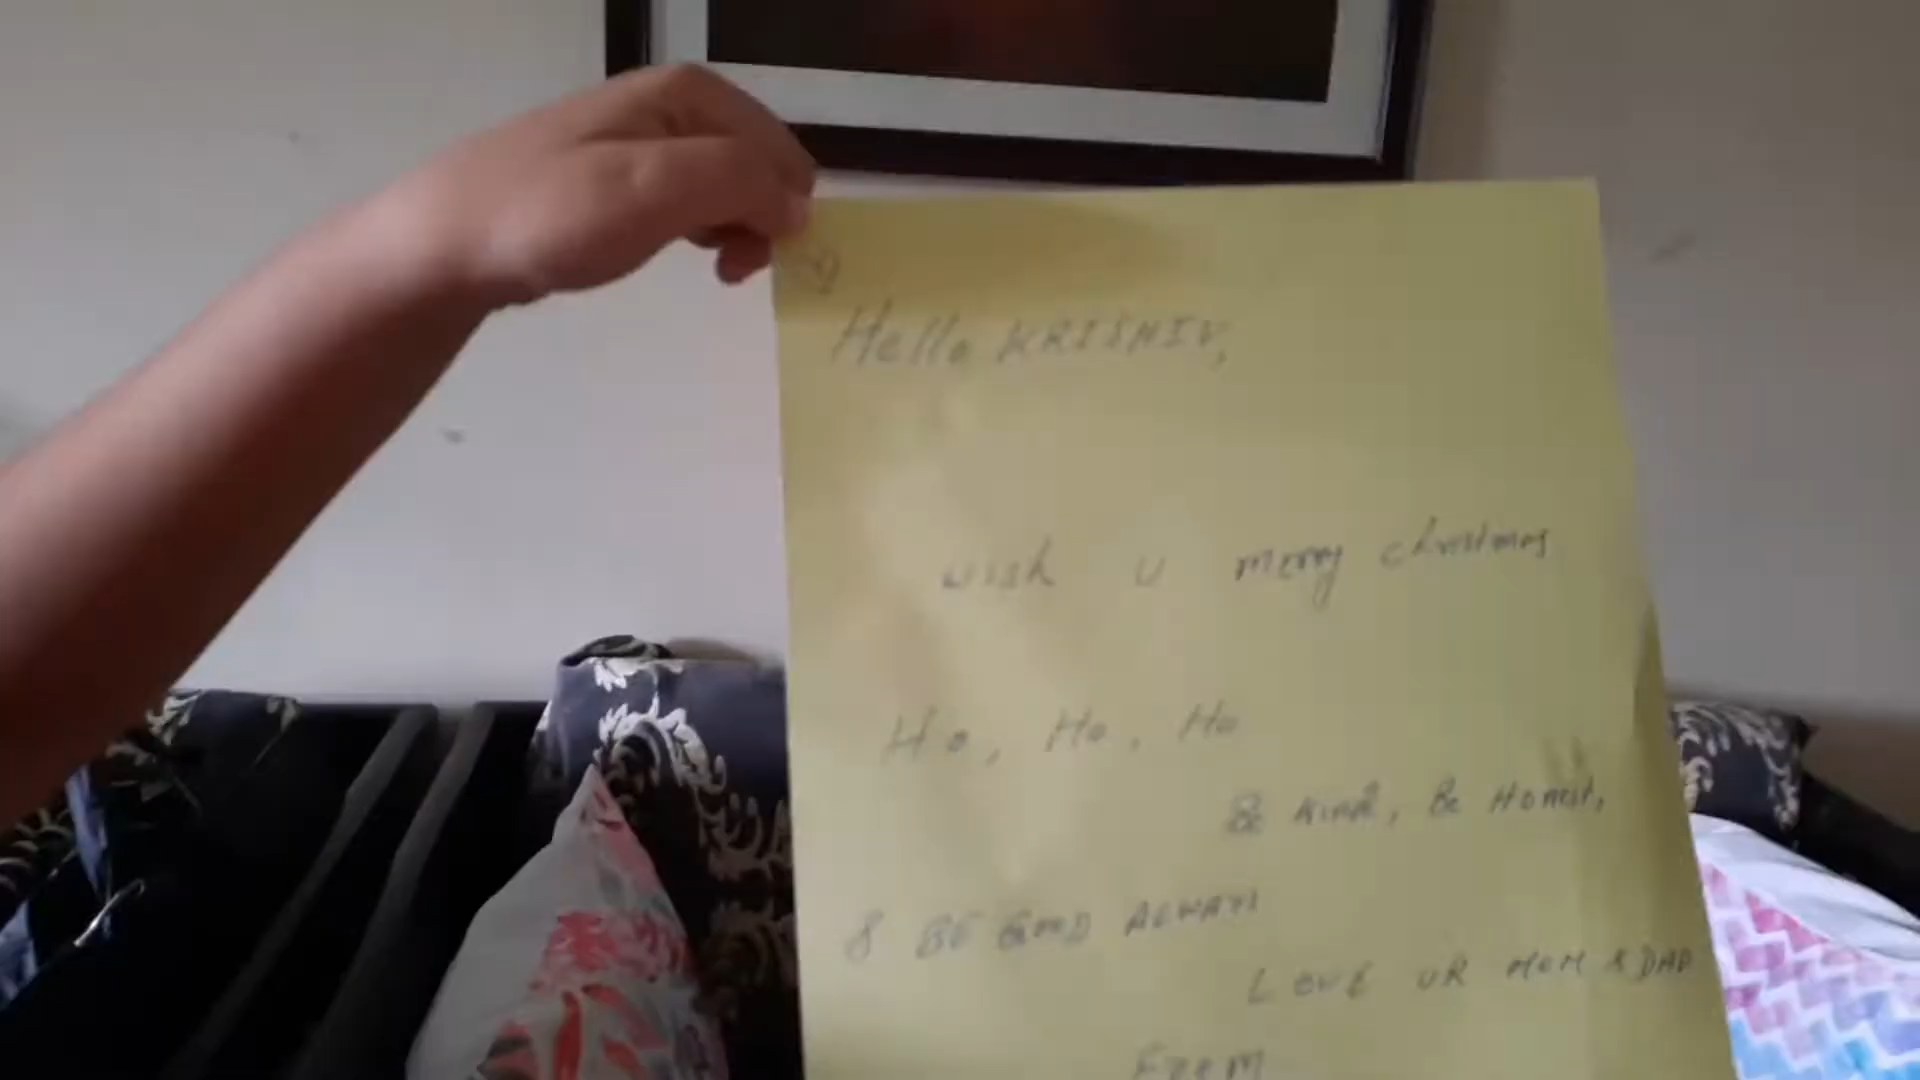 Hello KRISHIV,
wish u merry christmas
Ho, Ho, Ho
Be Kind, Be Honest,
& BE GOOD ALWAYS
LOVE UR MOM & DAD
From